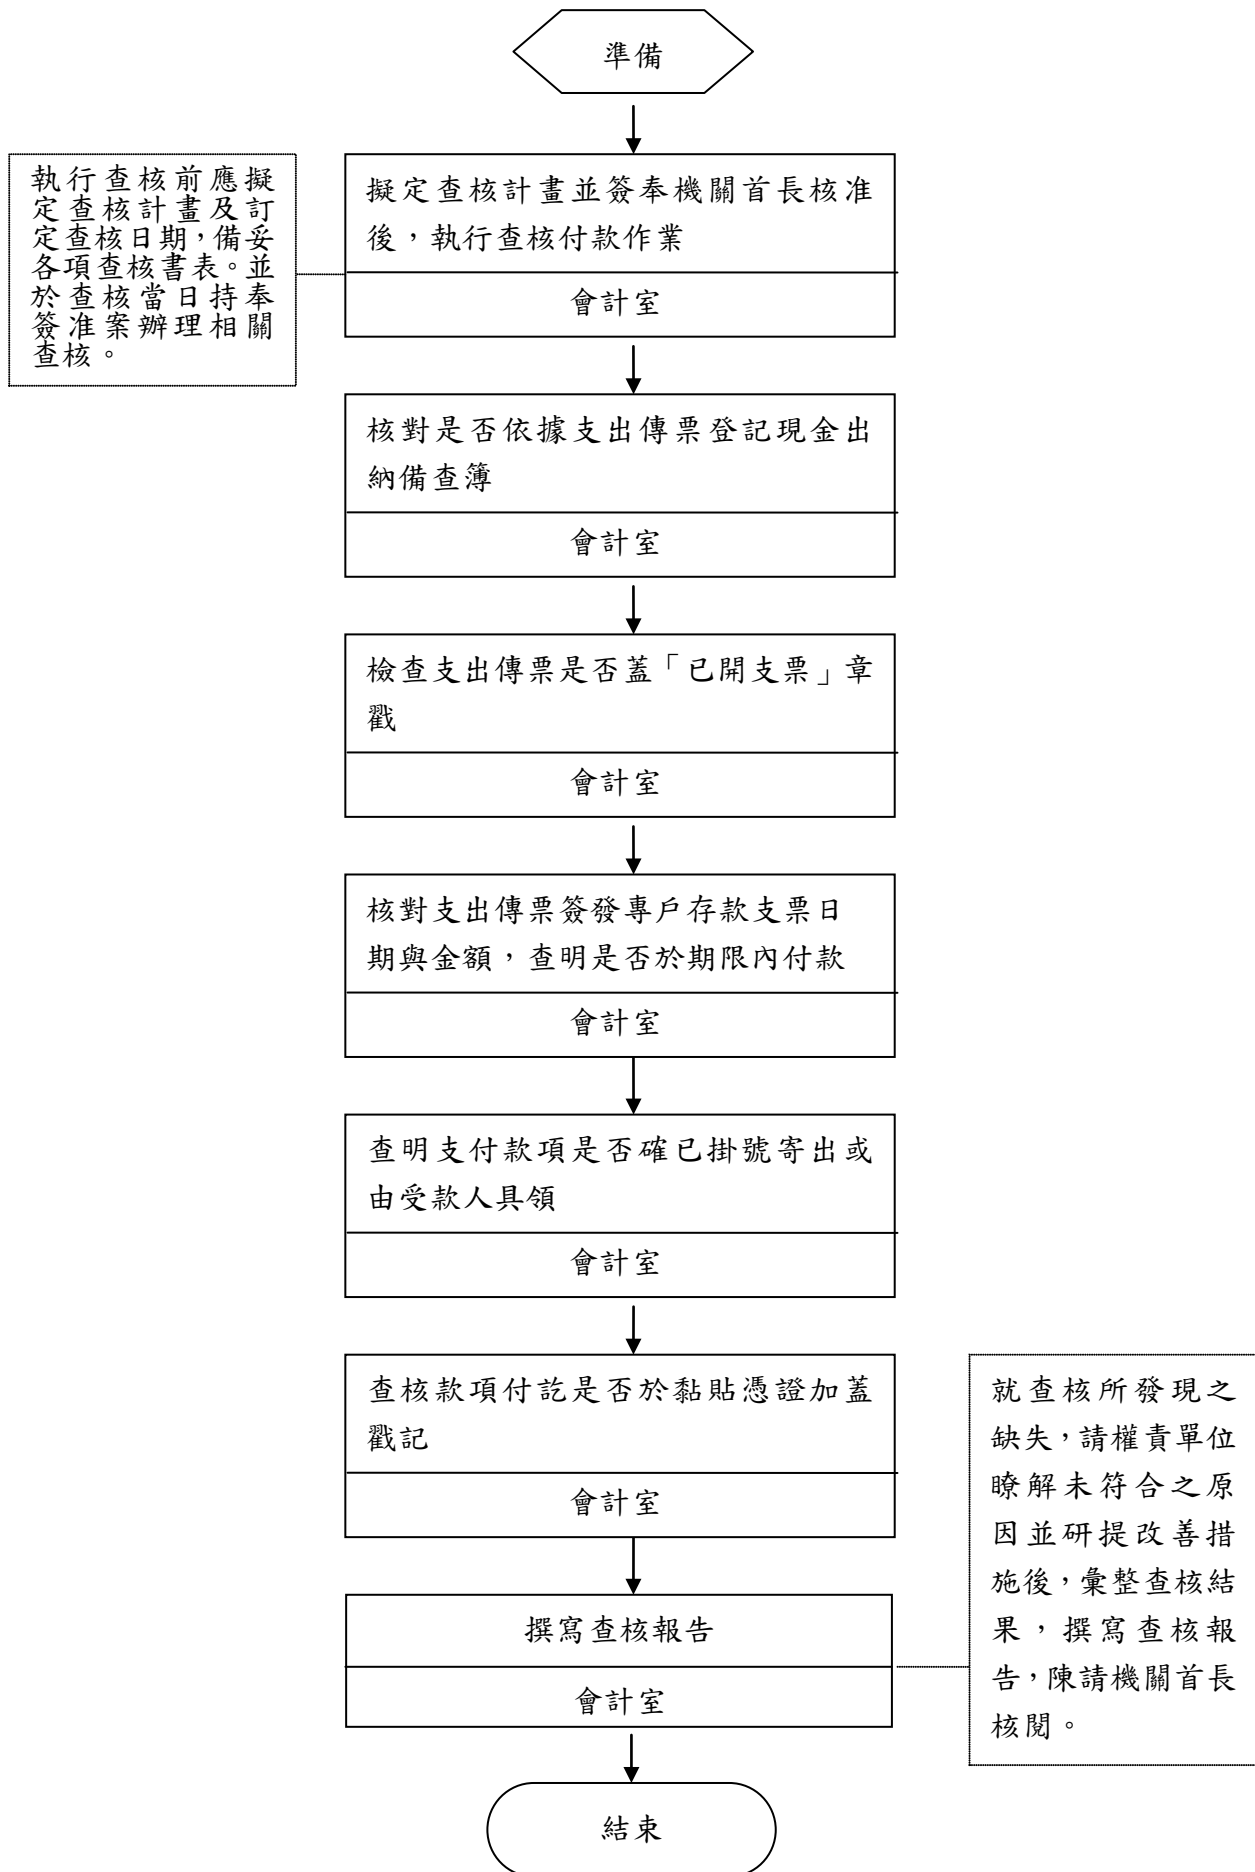 準備
執行查核前應擬
定查核計畫及訂
定查核日期，備妥
各項查核書表。並
於查核當日持奉
簽准案辦理相關
查核。
擬定查核計畫並簽奉機關首長核准
後，執行查核付款作業
會計室
核對是否依據支出傳票登記現金出
納備查簿
會計室
檢查支出傳票是否蓋「已開支票」章
戳
會計室
核對支出傳票簽發專戶存款支票日
期與金額，查明是否於期限內付款
會計室
查明支付款項是否確已掛號寄出或
由受款人具領
會計室
查核款項付訖是否於黏貼憑證加蓋
戳記
會計室
撰寫查核報告
會計室
就查核所發現之
缺失，請權責單位
瞭解未符合之原
因並研提改善措
施後，彙整查核結
果，撰寫查核報
告，陳請機關首長
核閱。
結束